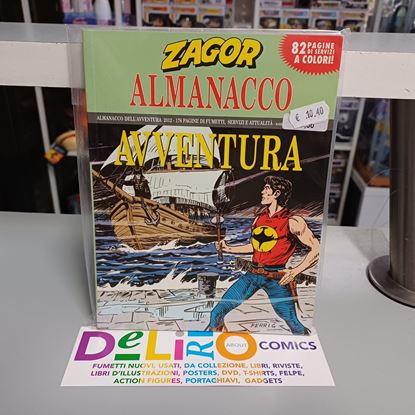 ZAGOR
82 PAGINE
DI SERVIZI
A COLORI!
ALMANACCO
ALMANACCO DELL'AVVENTURA 2012 - 176 PAGINE DI FUMETTI, SERVIZI E ATTUALITÀ
€ 10,40
AVVENTURA
FERRI
DeLiRiO
ABOUT
COMICS
FUMETTI NUOVI, USATI, DA COLLEZIONE, LIBRI, RIVISTE,
LIBRI D'ILLUSTRAZIONI, POSTERS, DVD, T-SHIRTS, FELPE,
ACTION FIGURES, PORTACHIAVI, GADGETS